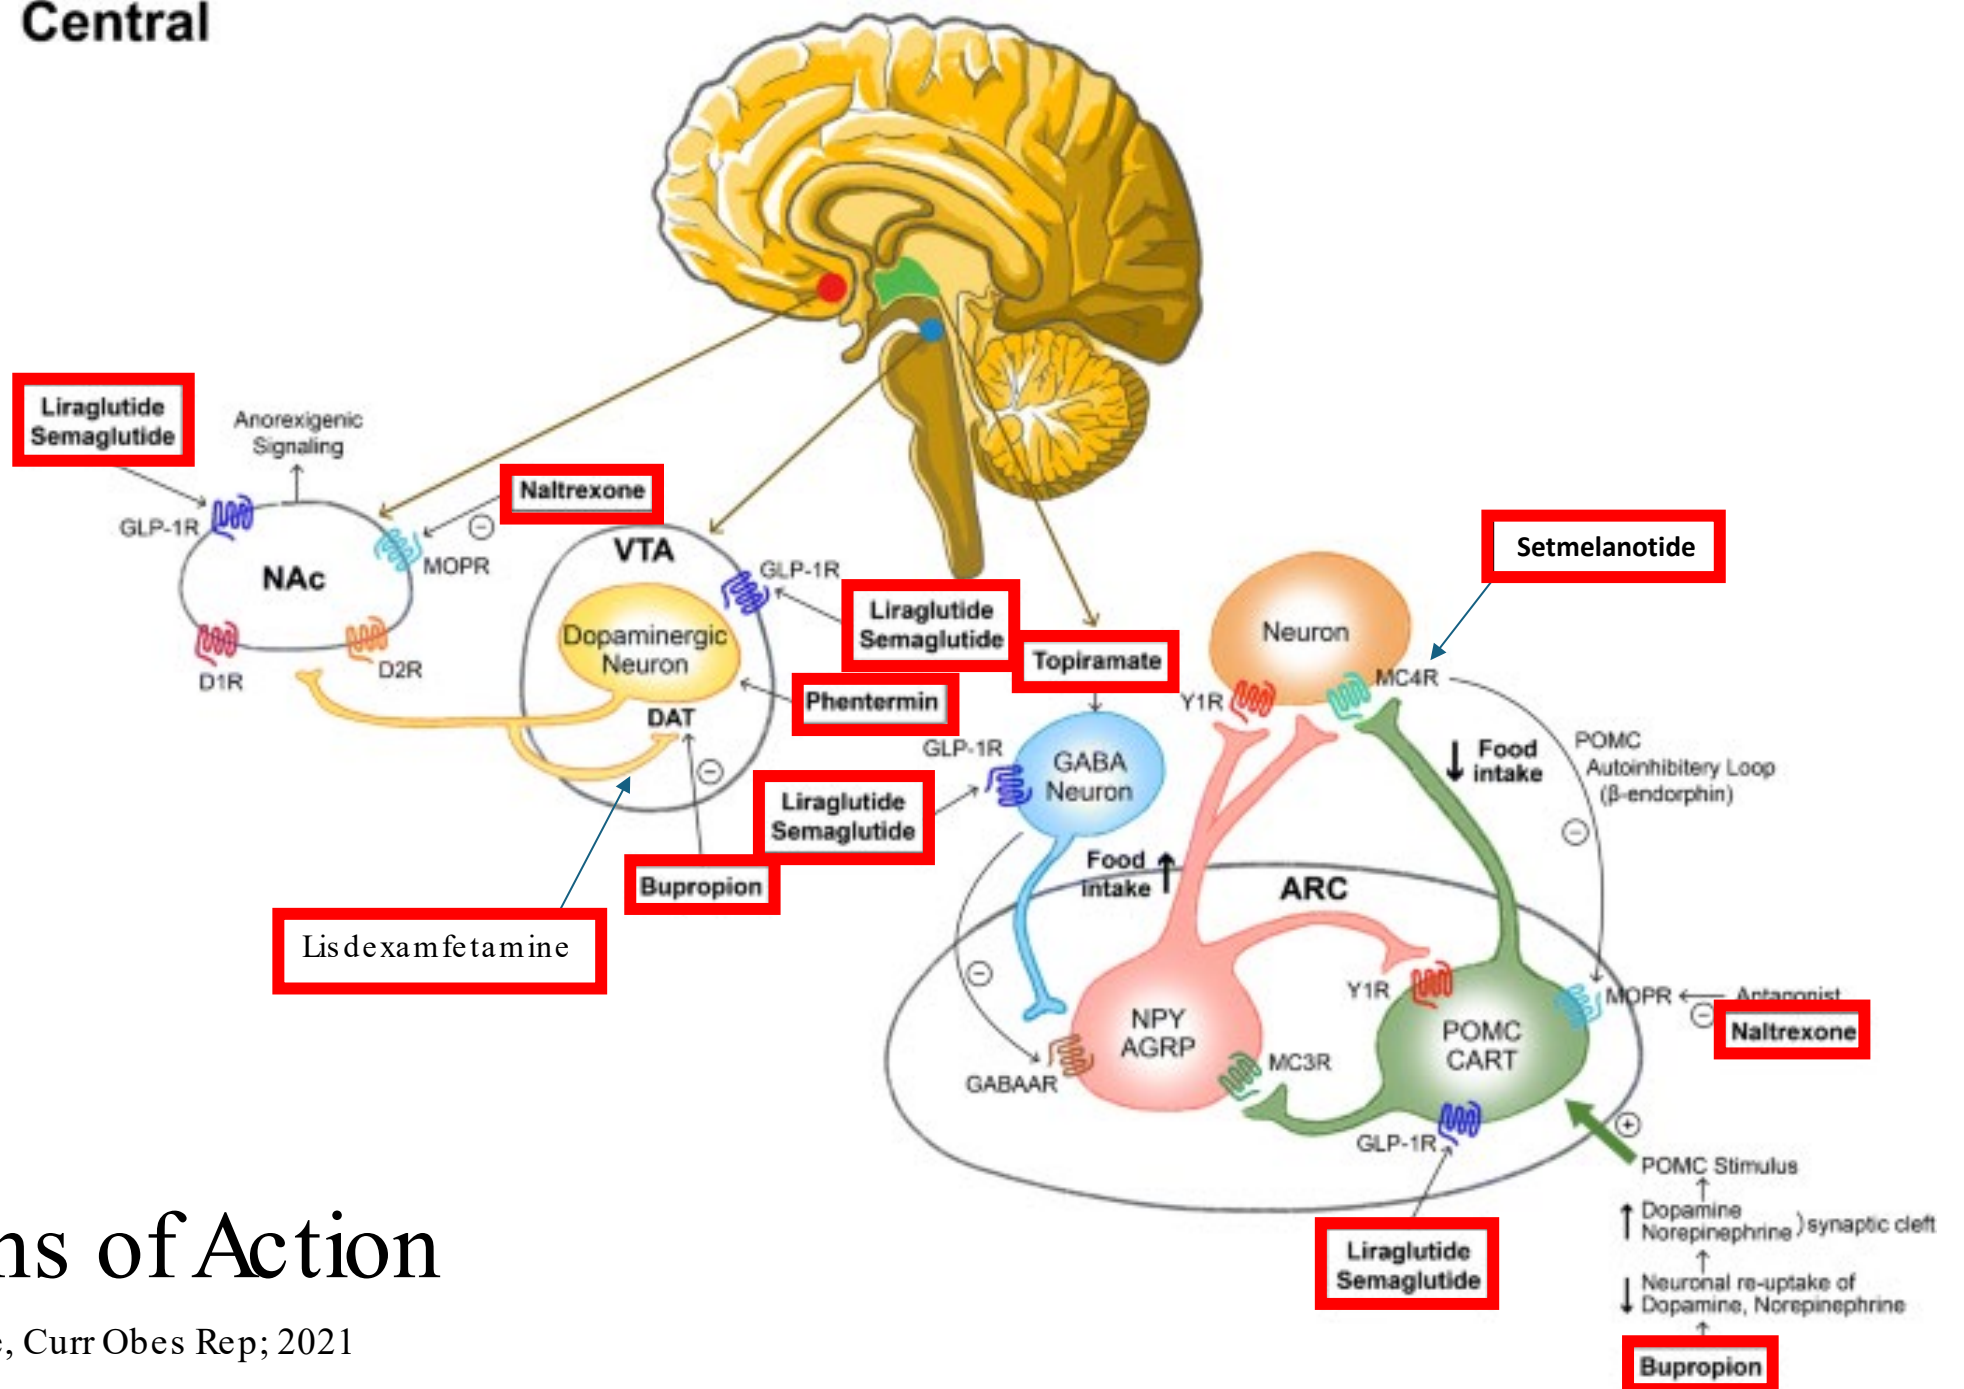 Central
Liraglutide
Semaglutide
Anorexigenic
Signaling
Naltrexone
GLP-1R
MOPR
NAc
D1R
D2R
VTA
GLP-1R
Dopaminergic
Neuron
DAT
Liraglutide
Semaglutide
Phentermin
Topiramate
Liraglutide
Semaglutide
Bupropion
Lisdexamfetamine
GLP-1R
GABA
Neuron
Setmelanotide
Neuron
Y1R
MC4R
Food
intake
POMC
Autoinhibitery Loop
(β-endorphin)
Food
intake
ARC
NPY
AGRP
GABAAR
MC3R
Y1R
POMC
CART
MOPR
Antagonist
Naltrexone
GLP-1R
Liraglutide
Semaglutide
POMC Stimulus
Dopamine
Norepinephrine ) synaptic cleft
Neuronal re-uptake of
Dopamine, Norepinephrine
Bupropion
ns of Action
, Curr Obes Rep; 2021